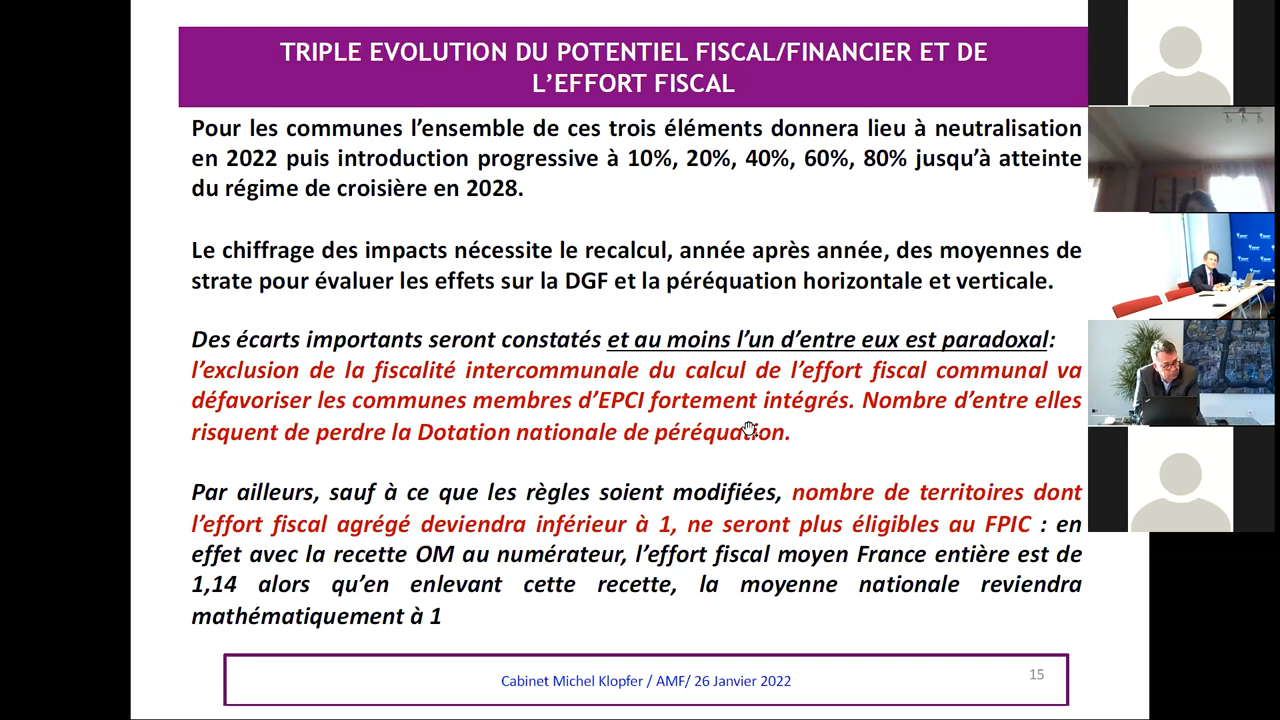 TRIPLE EVOLUTION DU POTENTIEL FISCAL/FINANCIER ET DE
L’EFFORT FISCAL
Pour les communes l’ensemble de ces trois éléments donnera lieu à neutralisation
en 2022 puis introduction progressive à 10%, 20%, 40%, 60%, 80% jusqu’à atteinte
du régime de croisière en 2028.
Le chiffrage des impacts nécessite le recalcul, année après année, des moyennes de
strate pour évaluer les effets sur la DGF et la péréquation horizontale et verticale.
Des écarts importants seront constatés et au moins l’un d’entre eux est paradoxal:
l’exclusion de la fiscalité intercommunale du calcul de l’effort fiscal communal va
défavoriser les communes membres d’EPCI fortement intégrés. Nombre d’entre elles
risquent de perdre la Dotation nationale de péréquation.
Par ailleurs, sauf à ce que les règles soient modifiées, nombre de territoires dont
l’effort fiscal agrégé deviendra inférieur à 1, ne seront plus éligibles au FPIC : en
effet avec la recette OM au numérateur, l’effort fiscal moyen France entière est de
1,14 alors qu’en enlevant cette recette, la moyenne nationale reviendra
mathématiquement à 1
Cabinet Michel Klopfer / AMF/ 26 Janvier 2022
15